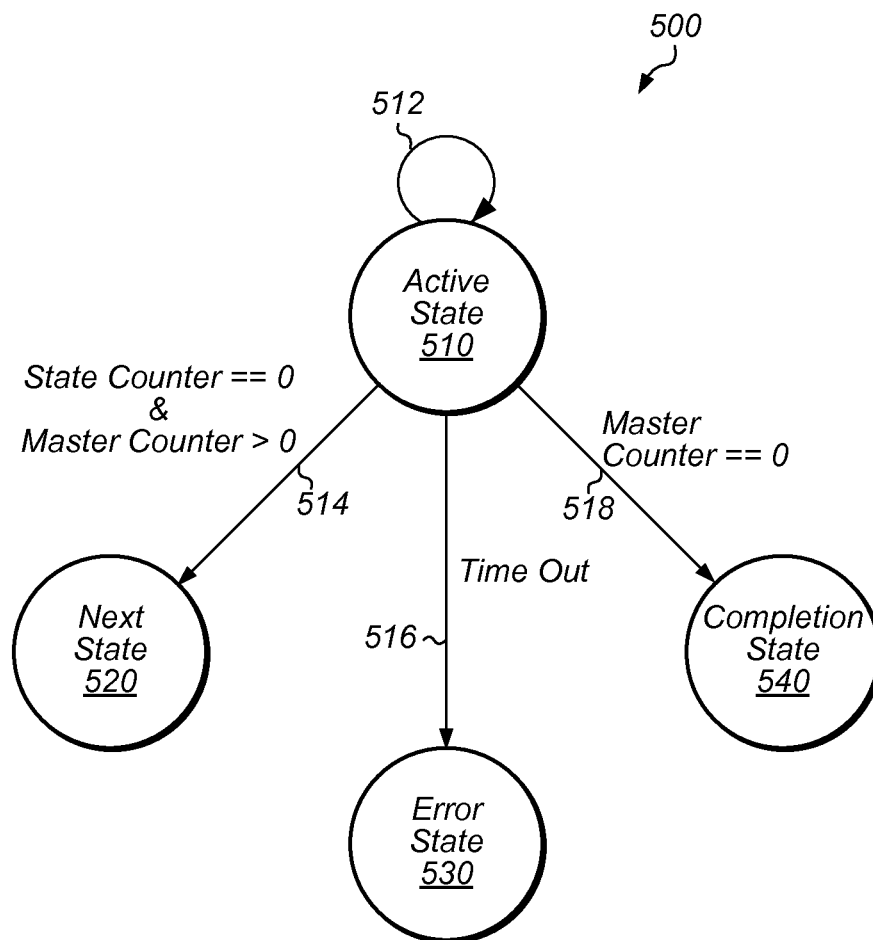 500
512
Active
State
510
State Counter == 0
&
Master Counter > 0
514
Master
Counter == 0
518
Time Out
516
Next
State
520
Completion
State
540
Error
State
530